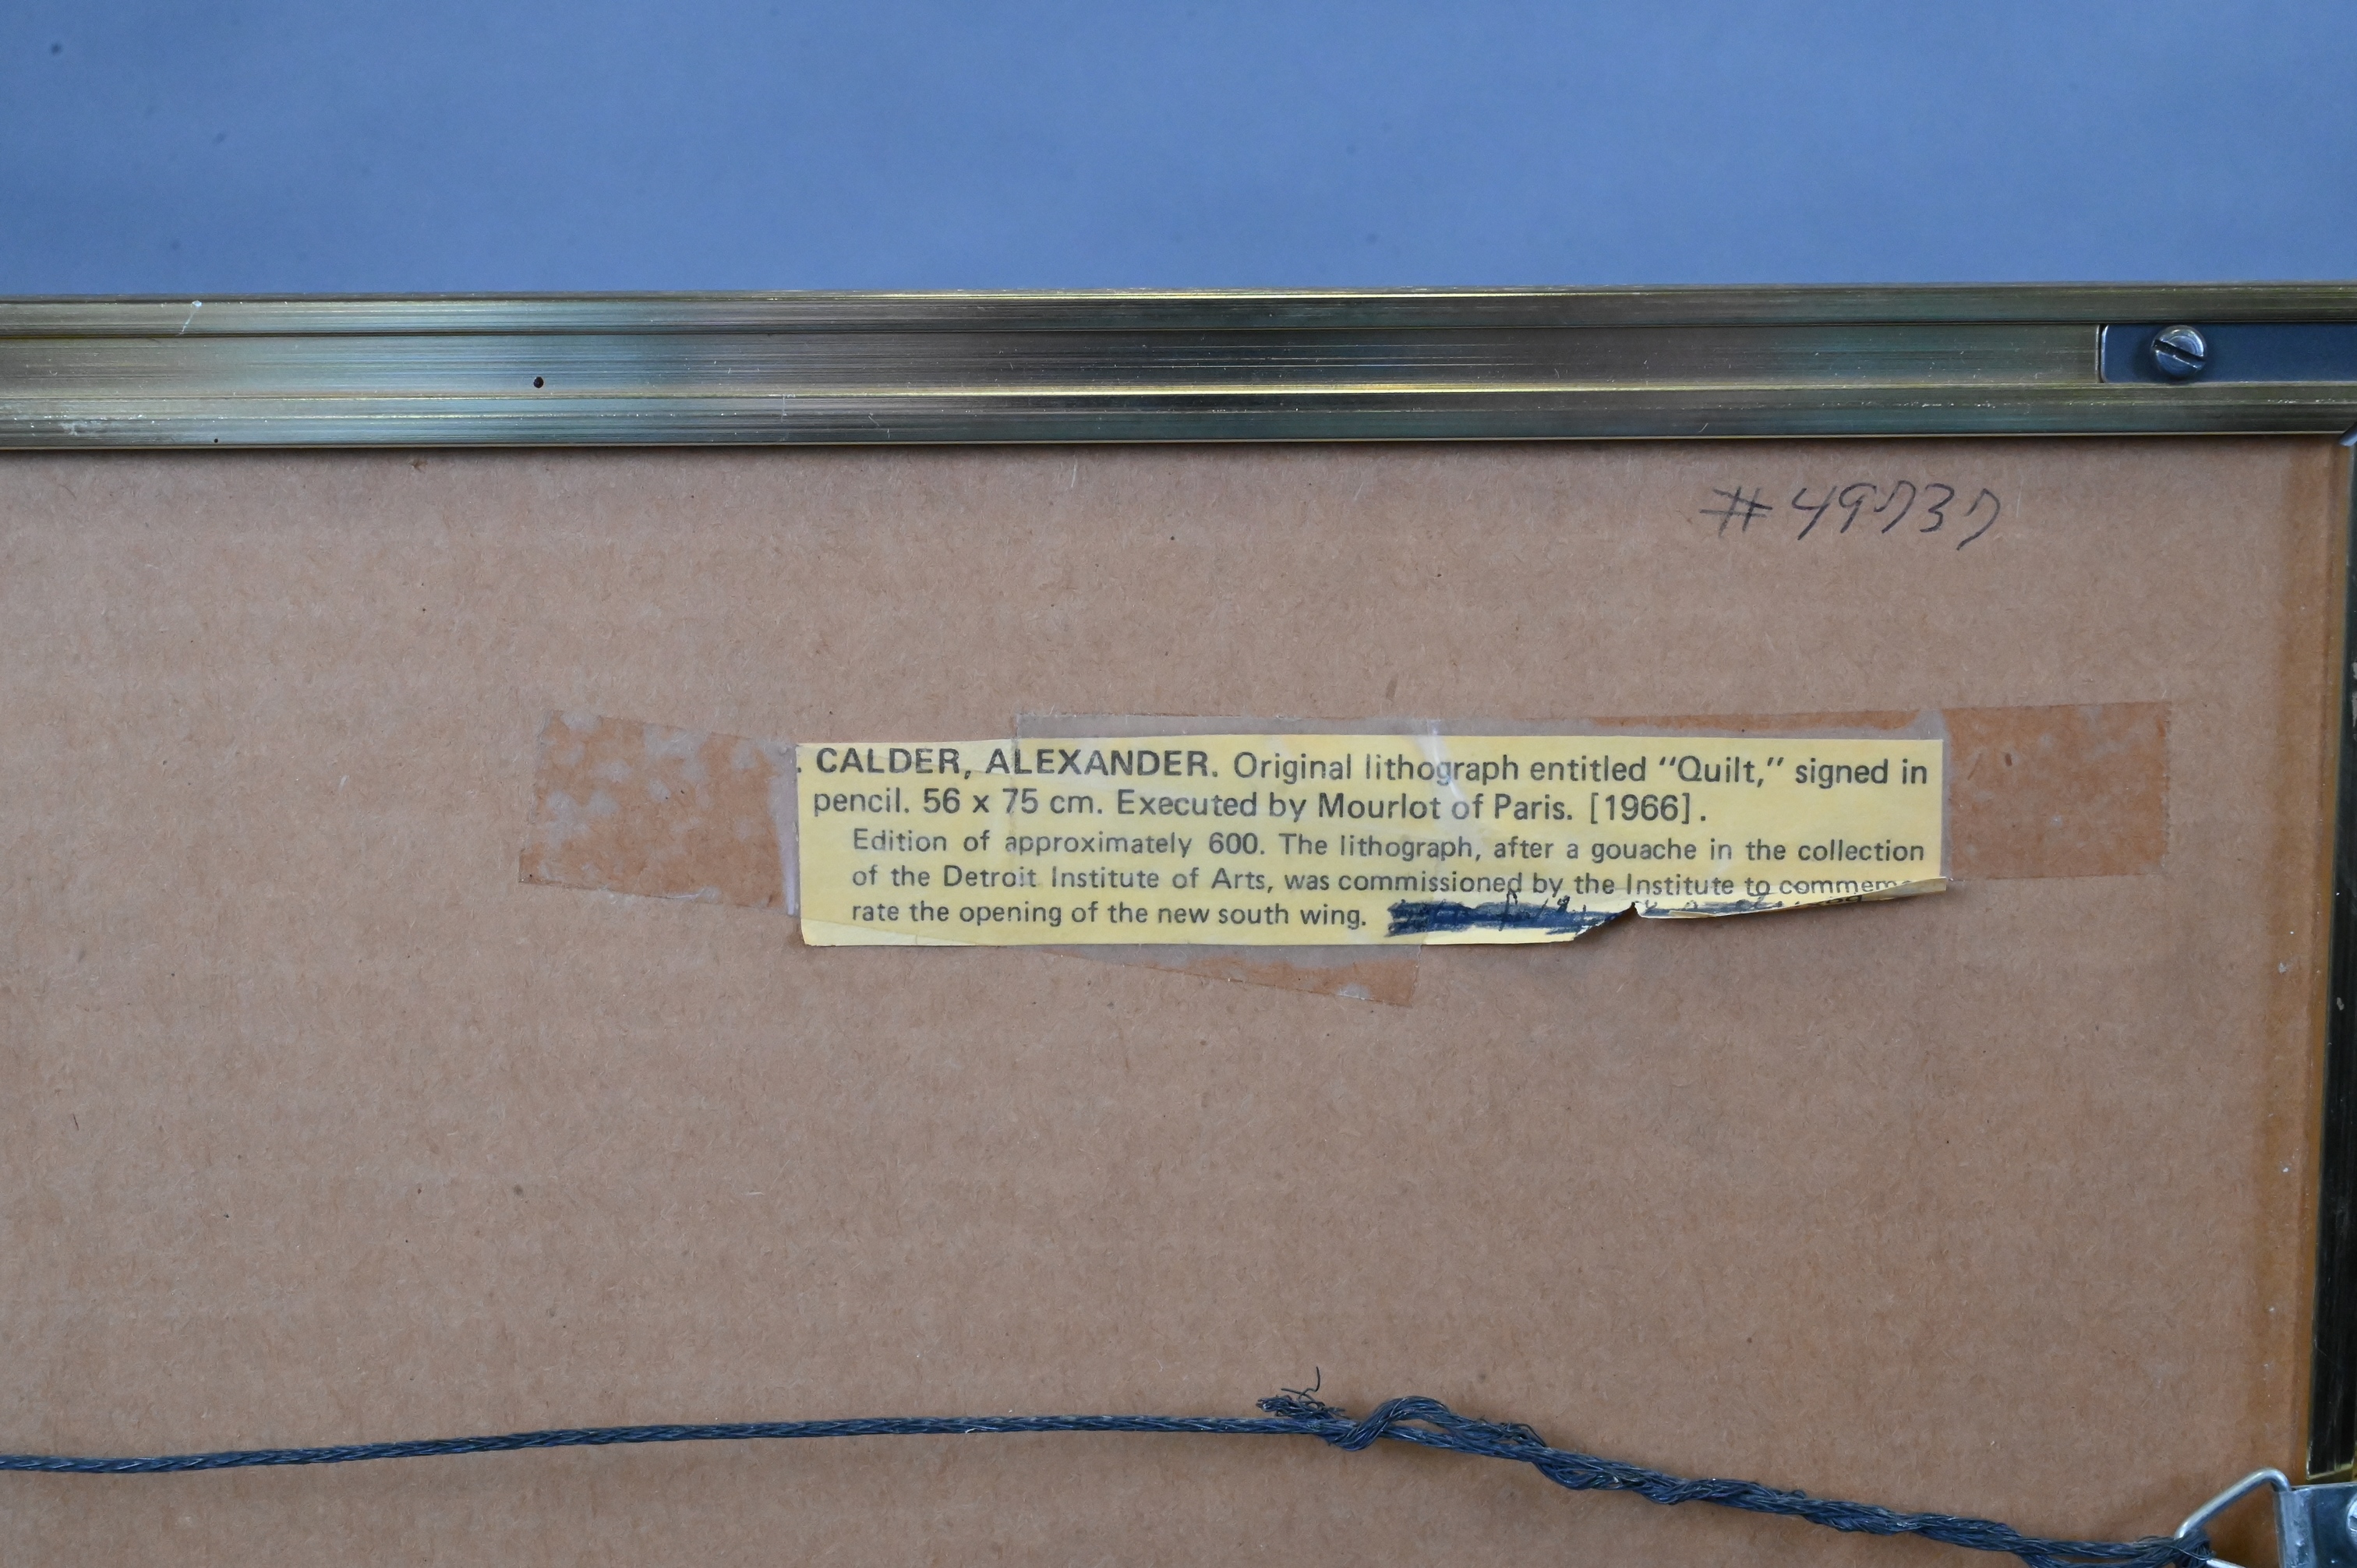 #49737
. CALDER, ALEXANDER. Original lithograph entitled “Quilt,” signed in
pencil. 56 x 75 cm. Executed by Mourlot of Paris. [1966].
Edition of approximately 600. The lithograph, after a gouache in the collection
of the Detroit Institute of Arts, was commissioned by the Institute to commemo-
rate the opening of the new south wing.